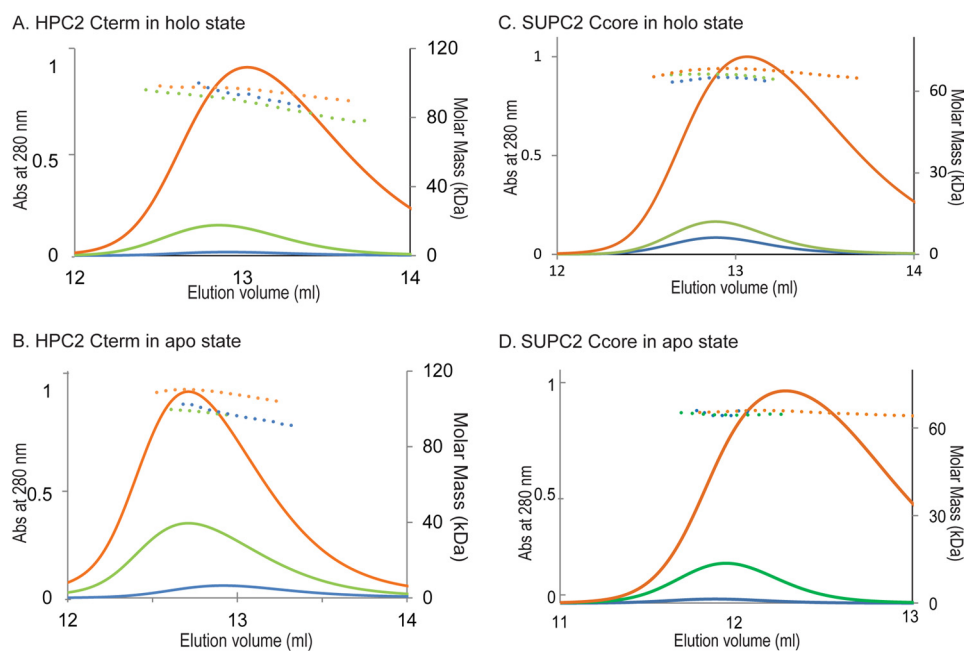 A. HPC2 Cterm in holo state
1
0.5
0
Abs at 280 nm
120
80
40
0
Molar Mass (kDa)
12
13
14
Elution volume (ml)
C. SUPC2 Ccore in holo state
1
0.5
0
Abs at 280 nm
60
30
0
Molar Mass (kDa)
12
13
14
Elution volume (ml)
B. HPC2 Cterm in apo state
1
0.5
0
Abs at 280 nm
120
80
40
0
Molar Mass (kDa)
12
13
14
Elution volume (ml)
D. SUPC2 Ccore in apo state
1
0.5
0
Abs at 280 nm
60
30
0
Molar Mass (kDa)
11
12
13
Elution volume (ml)